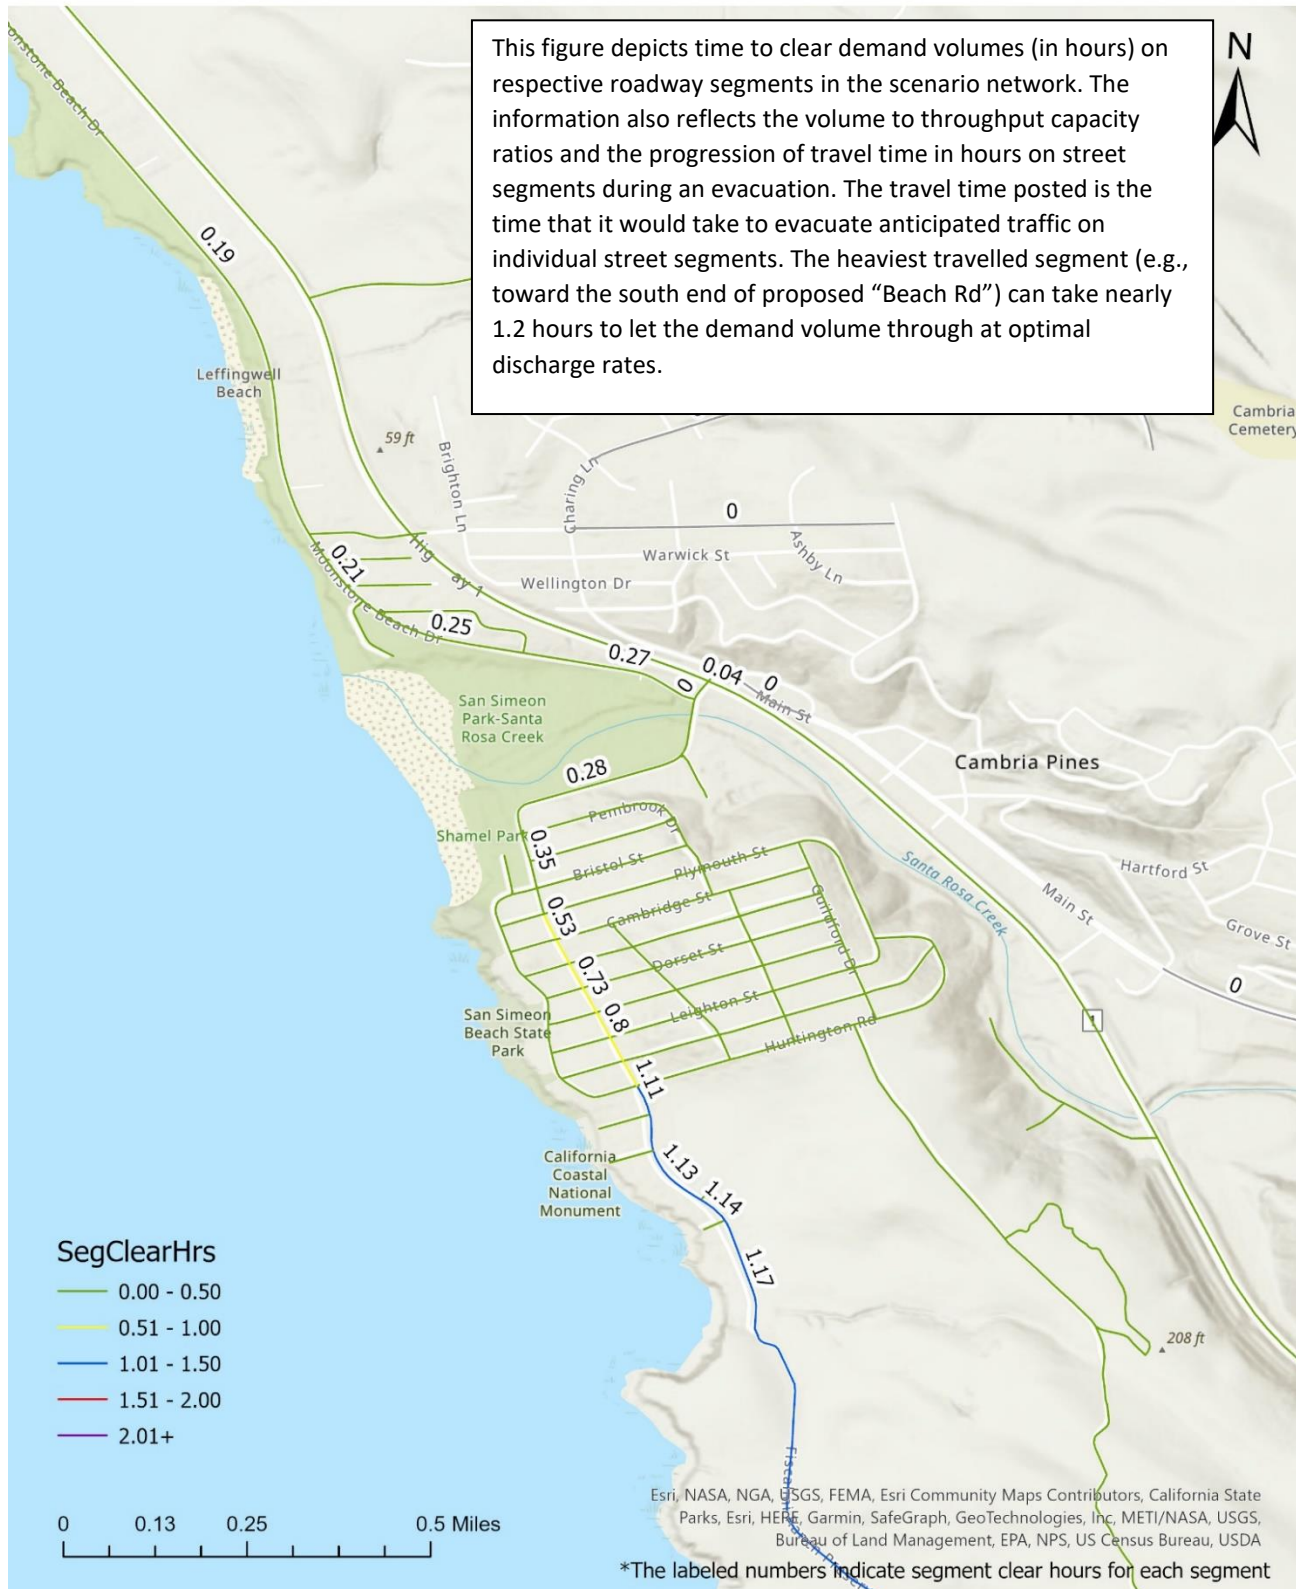 This figure depicts time to clear demand volumes (in hours) on
respective roadway segments in the scenario network. The
information also reflects the volume to throughput capacity
ratios and the progression of travel time in hours on street
segments during an evacuation. The travel time posted is the
time that it would take to evacuate anticipated traffic on
individual street segments. The heaviest travelled segment (e.g.,
toward the south end of proposed “Beach Rd”) can take nearly
1.2 hours to let the demand volume through at optimal
discharge rates.
N
Beach Dr
0.19
Leffingwell
Beach
59 ft
Cambria
Cemetery
Brighton Ln
Charing Ln
0
Ashby Ln
Warwick St
Wellington Dr
Hig ay 1
0.21
Moonstone Beach Dr
0.25
0.27
0.04
0
0
Main St
San Simeon
Park-Santa
Rosa Creek
Cambria Pines
0.28
Pembrook Dr
Shamel Park
0.35
Bristol St
Plymouth St
Santa Rosa Creek
Hartford St
Main St
Guildford Dr
0.53
Cambridge St
Grove St
0.73
Dorset St
0
0.8
Leighton St
San Simeon
Beach State
Park
Huntington Rd
1
1.11
California
Coastal
National
Monument
1.13
1.14
1.17
208 ft
SegClearHrs
0.00 - 0.50
0.51 - 1.00
1.01 - 1.50
1.51 - 2.00
2.01+
0 0.13 0.25 0.5 Miles
Esri, NASA, NGA, USGS, FEMA, Esri Community Maps Contributors, California State
Parks, Esri, HERE, Garmin, SafeGraph, GeoTechnologies, Inc, METI/NASA, USGS,
Bureau of Land Management, EPA, NPS, US Census Bureau, USDA
*The labeled numbers indicate segment clear hours for each segment